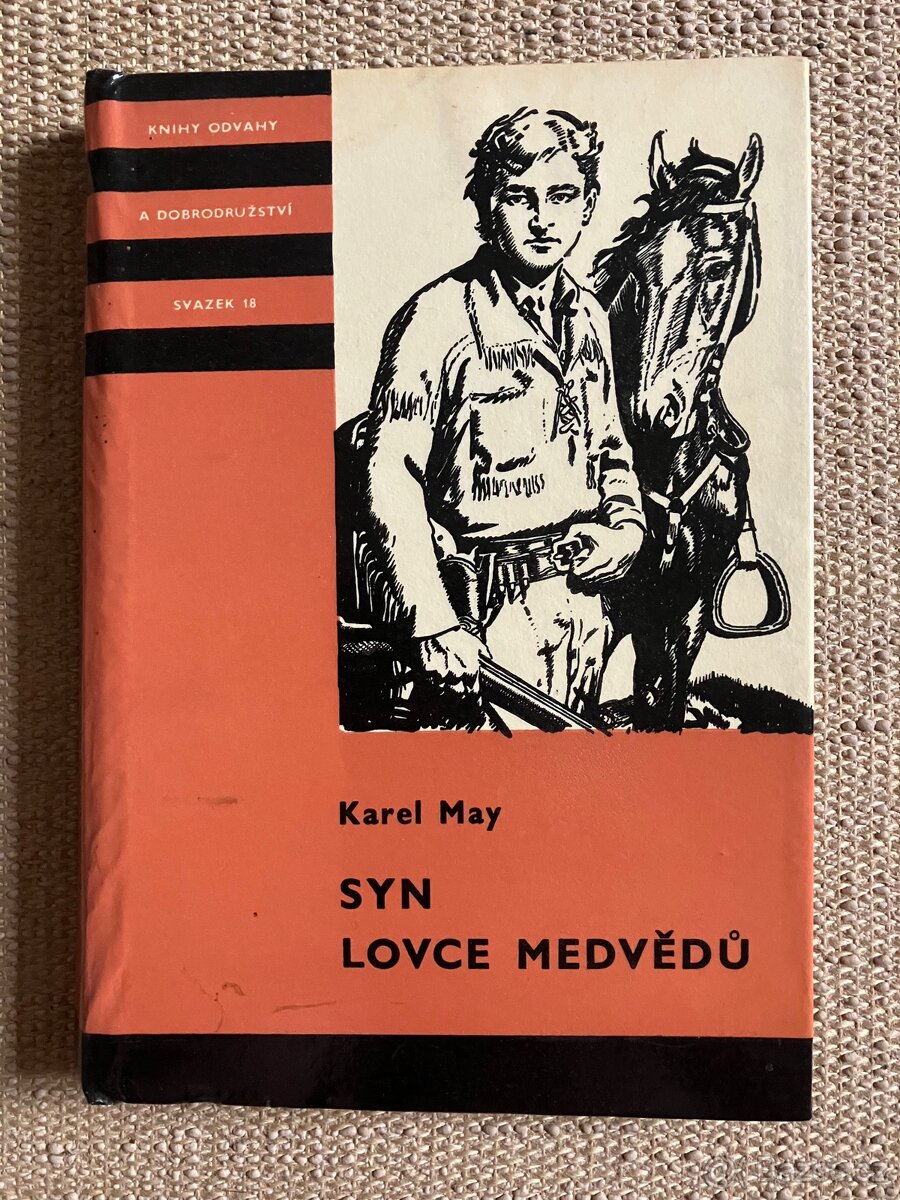 KNIHY ODVAHY
A DOBRODRUŽSTVÍ
SVAZEK 18
Karel May
SYN
LOVCE MEDVĚDŮ